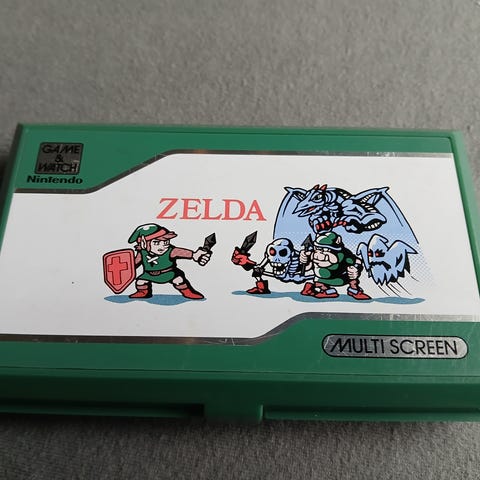 GAME
&
WATCH
Nintendo
ZELDA
MULTI SCREEN